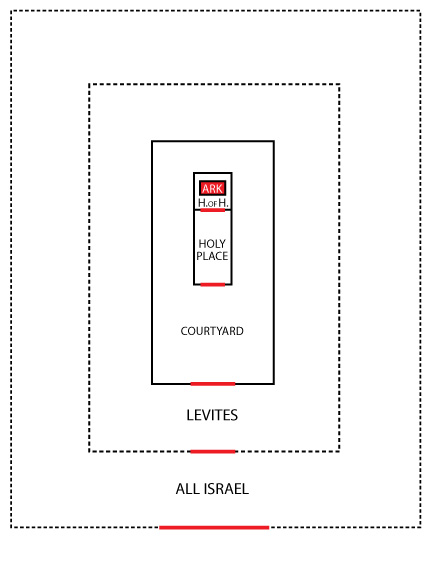 ARK
H.OF H.
HOLY
PLACE
COURTYARD
LEVITES
ALL ISRAEL